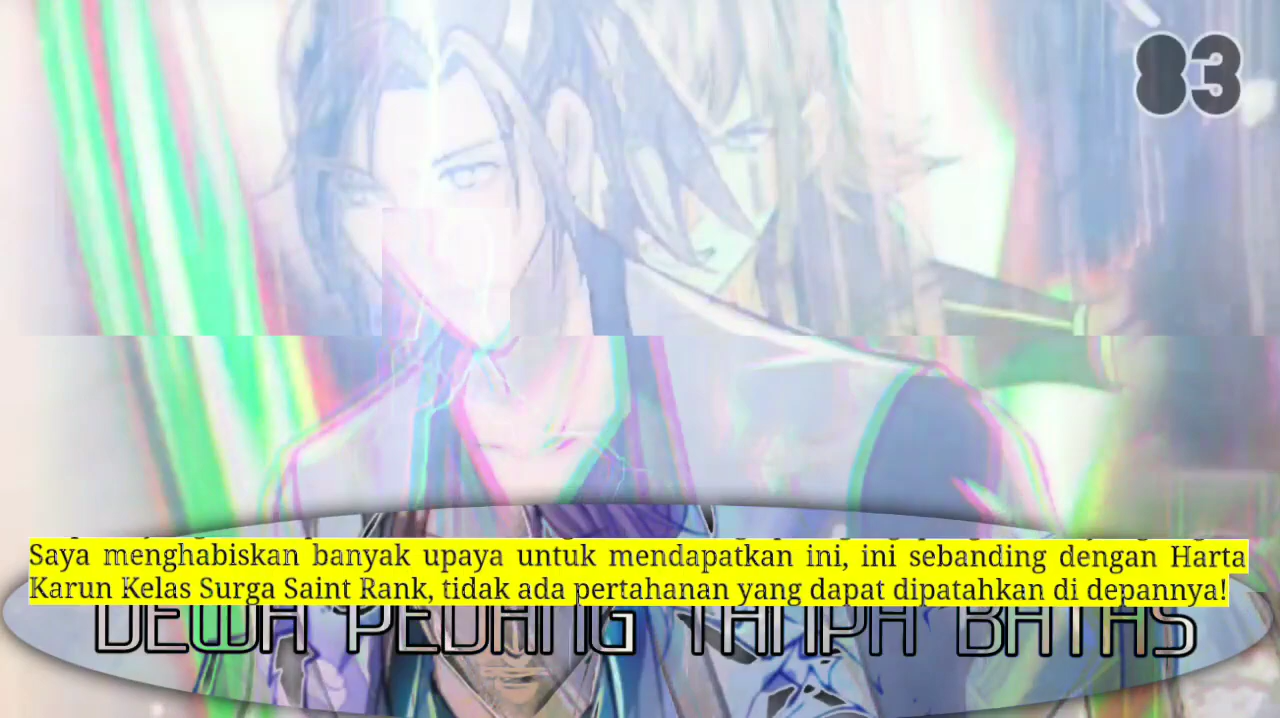 83
Saya menghabiskan banyak upaya untuk mendapatkan ini, ini sebanding dengan Harta
Karun Kelas Surga Saint Rank, tidak ada pertahanan yang dapat dipatahkan di depannya!
DEWA PEDANG TANPA BATAS